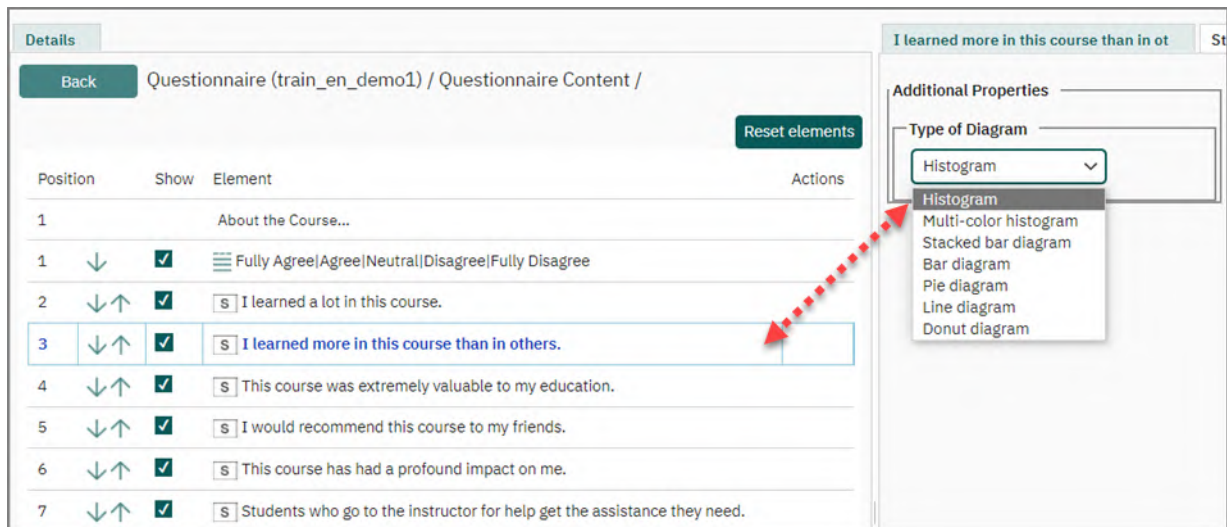 Details
Back
Questionnaire (train_en_demo1) / Questionnaire Content /
Reset elements
Position Show Element Actions
1 About the Course...
1 Fully Agree|Agree|Neutral|Disagree|Fully Disagree
2 S I learned a lot in this course.
3 S I learned more in this course than in others.
4 S This course was extremely valuable to my education.
5 S I would recommend this course to my friends.
6 S This course has had a profound impact on me.
7 S Students who go to the instructor for help get the assistance they need.
I learned more in this course than in ot
St
Additional Properties
Type of Diagram
Histogram
Histogram
Multi-color histogram
Stacked bar diagram
Bar diagram
Pie diagram
Line diagram
Donut diagram